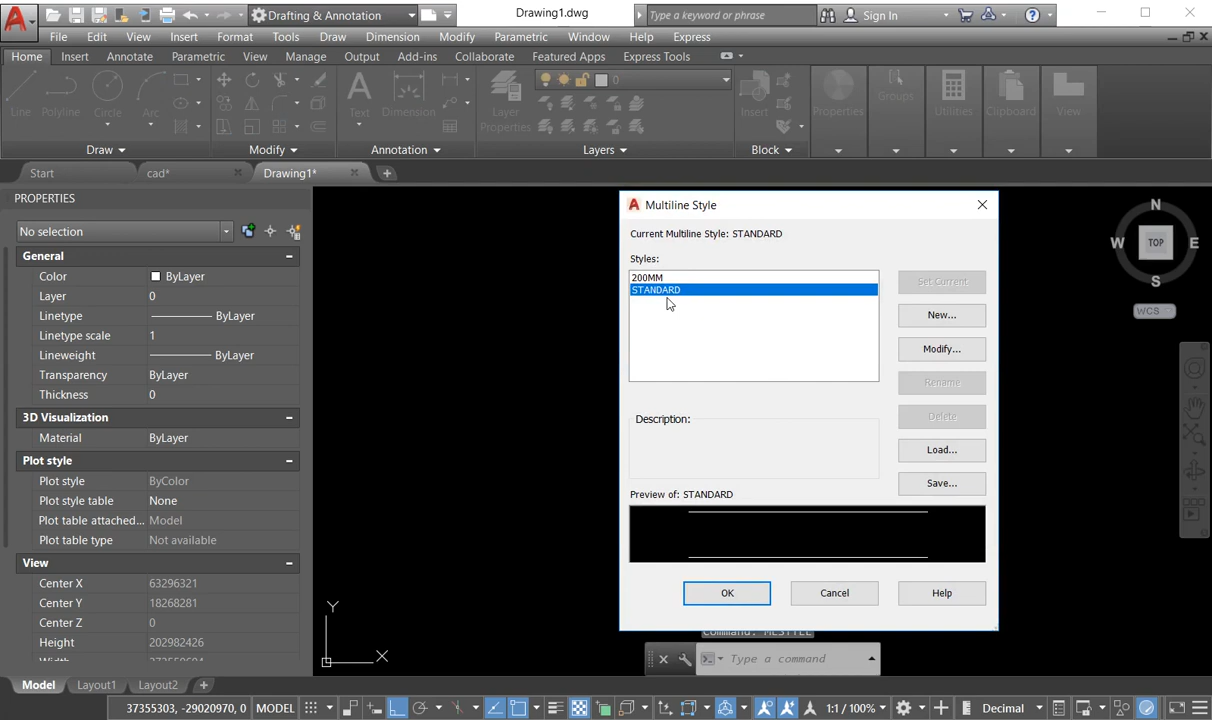 Drafting & Annotation
Drawing1.dwg
Type a keyword or phrase
Sign In
File Edit View Insert Format Tools Draw Dimension Modify Parametric Window Help Express
Home Insert Annotate Parametric View Manage Output Add-ins Collaborate Featured Apps Express Tools
0
Line Polyline Circle Arc Text Dimension Layer Properties Insert Properties Groups Utilities Clipboard View
Draw Modify Annotation Layers Block
Start cad* Drawing1*
PROPERTIES
No selection
General
Color ByLayer
Layer 0
Linetype ByLayer
Linetype scale 1
Lineweight ByLayer
Transparency ByLayer
Thickness 0
3D Visualization
Material ByLayer
Plot style
Plot style ByColor
Plot style table None
Plot table attached... Model
Plot table type Not available
View
Center X 63296321
Center Y 18268281
Center Z 0
Height 202982426
Multiline Style
Current Multiline Style: STANDARD
Styles:
200MM
STANDARD
Set Current
New...
Modify...
Rename
Delete
Load...
Save...
Description:
Preview of: STANDARD
OK Cancel Help
N
W TOP E
S
WCS
Y
X
Command: MLSTYLE
Type a command
Model Layout1 Layout2
37355303, -29020970, 0 MODEL 1:1 / 100% Decimal